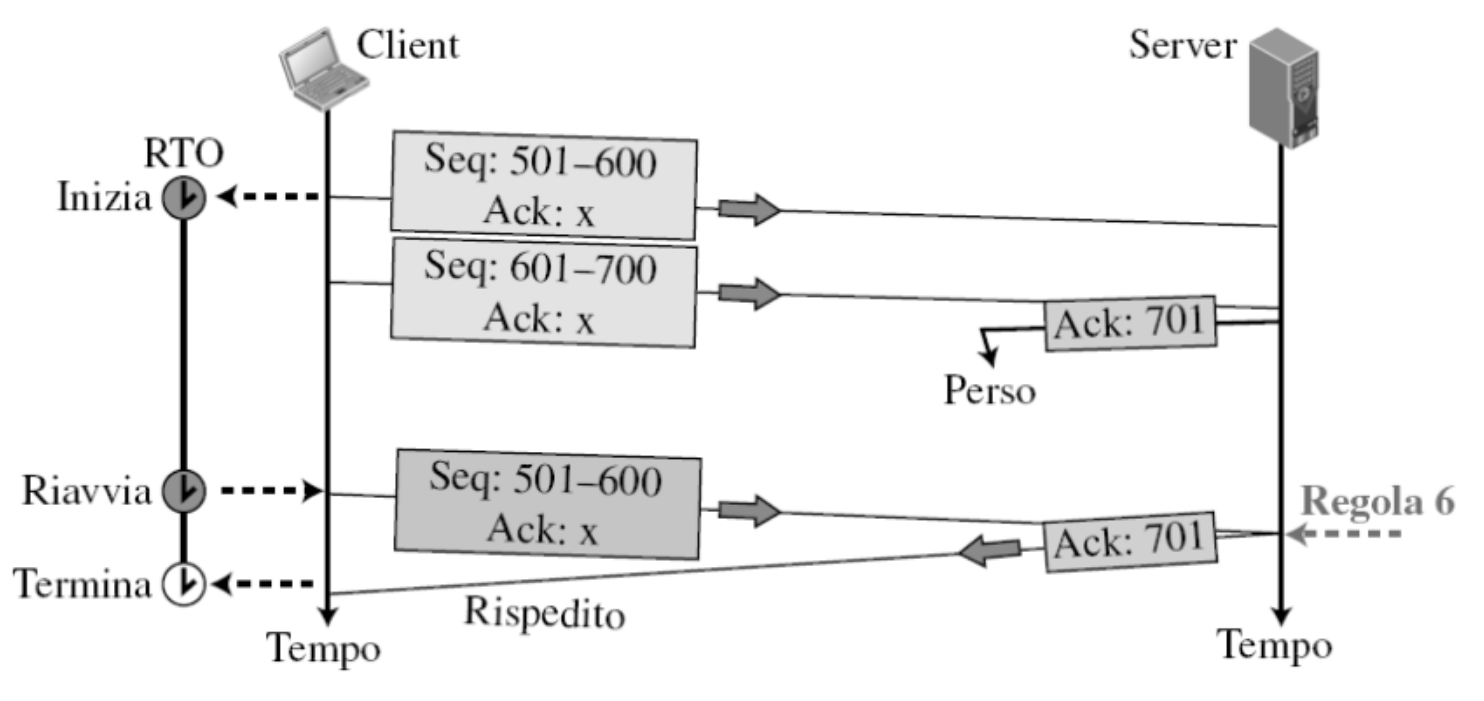 Client
Server
RTO
Inizia
Seq: 501–600
Ack: x
Seq: 601–700
Ack: x
Ack: 701
Perso
Riavvia
Seq: 501–600
Ack: x
Regola 6
Ack: 701
Termina
Rispedito
Tempo
Tempo